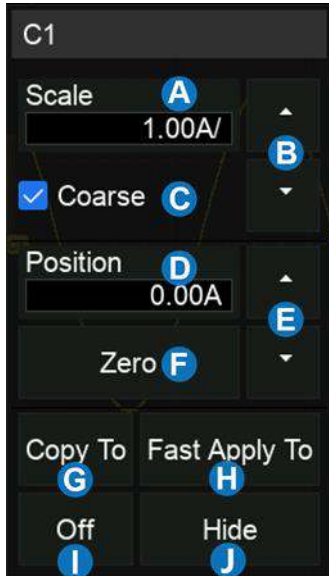 C1
Scale A
1.00A/
B
Coarse C
Position D
0.00A
E
Zero F
Copy To Fast Apply To
G H
Off Hide
I J